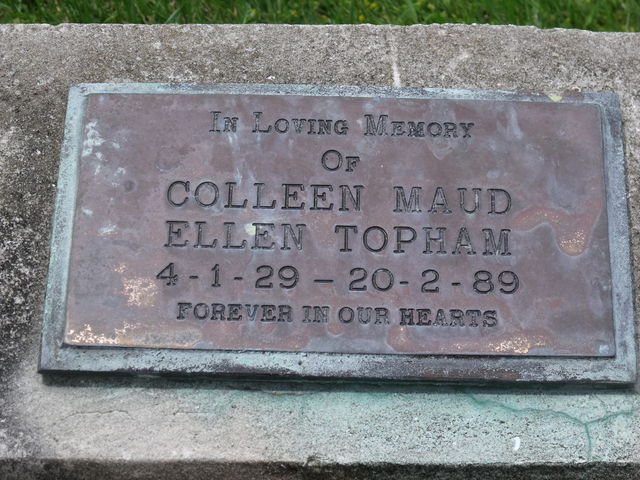 In Loving Memory
Of
COLLEEN MAUD
ELLEN TOPHAM
4-1-29 – 20-2-89
FOREVER IN OUR HEARTS